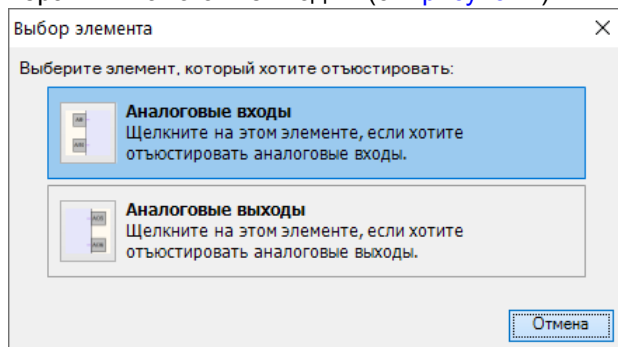 Выбор элемента
Выберите элемент, который хотите отъюстировать:
Аналоговые входы
Щелкните на этом элементе, если хотите
отъюстировать аналоговые входы.
Аналоговые выходы
Щелкните на этом элементе, если хотите
отъюстировать аналоговые выходы.
Отмена